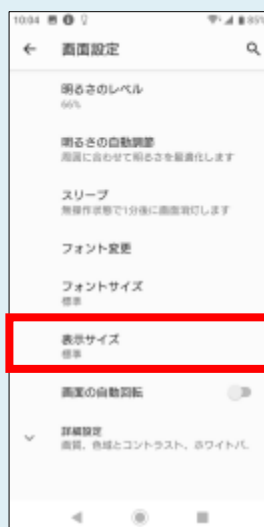 10:04 85%
画面設定
明るさのレベル
66%
明るさの自動調節
周囲に合わせて明るさを最適化します
スリープ
無操作状態で1分後に画面消灯します
フォント変更
フォントサイズ
標準
表示サイズ
標準
画面の自動回転
詳細設定
画質、色域とコントラスト、ホワイトバ..